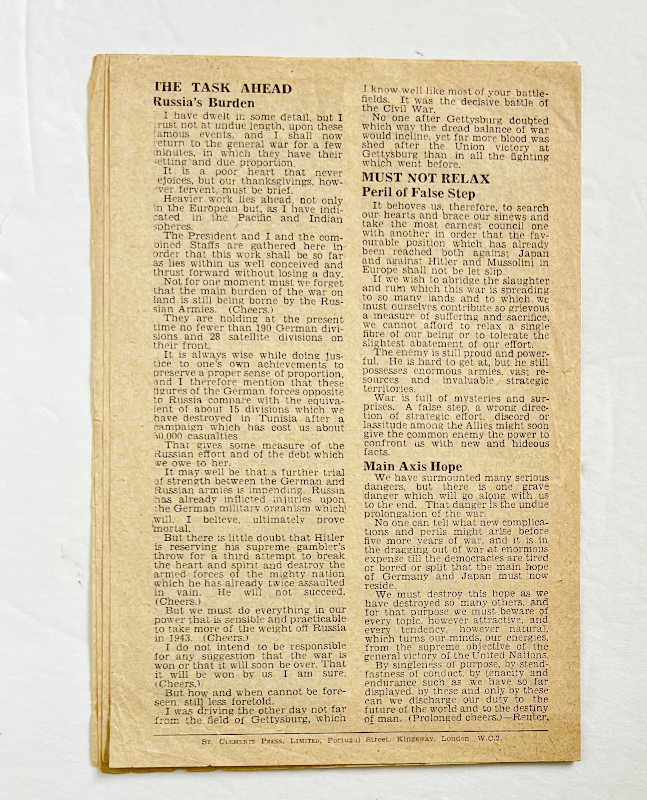 THE TASK AHEAD
Russia's Burden
I have dwelt in some detail, but I
trust not at undue length, upon these
famous events, and I shall now
return to the general war for a few
minutes, in which they have their
setting and due proportion.
It is a poor heart that never
rejoices, but our thanksgivings, how-
ver fervent, must be brief.
Heavier work lies ahead, not only
in the European but, as I have indi-
cated in the Pacific and Indian
spheres.
The President and I and the com-
bined Staffs are gathered here in
order that this work shall be so far
as lies within us well conceived and
thrust forward without losing a day.
Not for one moment must we forget
that the main burden of the war on
land is still being borne by the Rus-
sian Armies. (Cheers.)
They are holding at the present
time no fewer than 190 German divi-
sions and 28 satellite divisions on
their front.
It is always wise while doing jus-
tice to one's own achievements to
preserve a proper sense of proportion,
and I therefore mention that these
figures of the German forces opposite
to Russia compare with the equiva-
lent of about 15 divisions which we
have destroyed in Tunisia after a
campaign which has cost us about
50,000 casualties
That gives some measure of the
Russian effort and of the debt which
we owe to her.
It may well be that a further trial
of strength between the German and
Russian armies is impending. Russia
has already inflicted injuries upon
the German military organism which
will, I believe, ultimately prove
mortal.
But there is little doubt that Hitler
is reserving his supreme gambler's
throw for a third attempt to break
the heart and spirit and destroy the
armed forces of the mighty nation
which he has already twice assaulted
in vain. He will not succeed.
(Cheers.)
But we must do everything in our
power that is sensible and practicable
to take more of the weight off Russia
in 1943. (Cheers.)
I do not intend to be responsible
for any suggestion that the war is
won or that it will soon be over. That
it will be won by us I am sure.
(Cheers.)
But how and when cannot be fore-
seen, still less foretold.
I was driving the other day not far
from the field of Gettysburg, which
I know well like most of your battle-
fields. It was the decisive battle of
the Civil War.
No one after Gettysburg doubted
which way the dread balance of war
would incline, yet far more blood was
shed after the Union victory at
Gettysburg than in all the fighting
which went before.
MUST NOT RELAX
Peril of False Step
It behoves us, therefore, to search
our hearts and brace our sinews and
take the most earnest council one
with another in order that the fav-
ourable position which has already
been reached both against Japan
and against Hitler and Mussolini in
Europe shall not be let slip.
If we wish to abridge the slaughter
and ruin which this war is spreading
to so many lands and to which we
must ourselves contribute so grievous
a measure of suffering and sacrifice,
we cannot afford to relax a single
fibre of our being or to tolerate the
slightest abatement of our effort.
The enemy is still proud and power-
ful. He is hard to get at, but he still
possesses enormous armies, vast re-
sources and invaluable strategic
territories.
War is full of mysteries and sur-
prises. A false step, a wrong direc-
tion of strategic effort, discord or
lassitude among the Allies might soon
give the common enemy the power to
confront us with new and hideous
facts.
Main Axis Hope
We have surmounted many serious
dangers, but there is one grave
danger which will go along with us
to the end. That danger is the undue
prolongation of the war.
No one can tell what new complica-
tions and perils might arise before
five more years of war, and it is in
the dragging out of war at enormous
expense till the democracies are tired
or bored or split that the main hope
of Germany and Japan must now
reside.
We must destroy this hope as we
have destroyed so many others, and
for that purpose we must beware of
every topic, however attractive, and
every tendency, however natural,
which turns our minds, our energies,
from the supreme objective of the
general victory of the United Nations.
By singleness of purpose, by stead-
fastness of conduct, by tenacity and
endurance such as we have so far
displayed, by these and only by these
can we discharge our duty to the
future of the world and to the destiny
of man. (Prolonged cheers.)—Reuter.
St. Clements Press, Limited, Portugal Street, Kingsway, London, W.C.2.